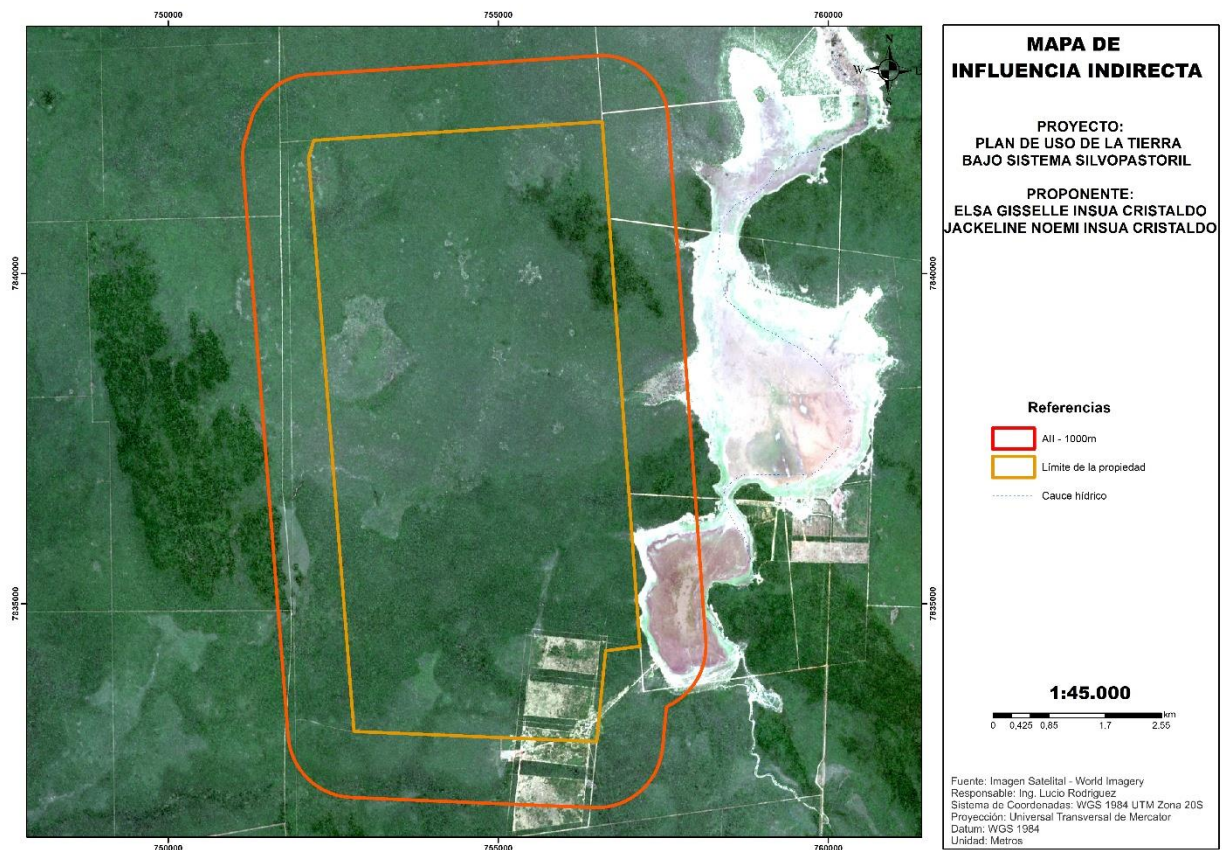 750000
755000
760000
7840000
7840000
7835000
7835000
750000
755000
760000
N
W
S
MAPA DE
INFLUENCIA INDIRECTA
PROYECTO:
PLAN DE USO DE LA TIERRA
BAJO SISTEMA SILVOPASTORIL
PROPONENTE:
ELSA GISSELLE INSUA CRISTALDO
JACKELINE NOEMI INSUA CRISTALDO
Referencias
AII - 1000m
Límite de la propiedad
Cauce hídrico
1:45.000
km
0 0,425 0,85 1.7 2.55
Fuente: Imagen Satelital - World Imagery
Responsable: Ing. Lucio Rodriguez
Sistema de Coordenadas: WGS 1984 UTM Zona 20S
Proyección: Universal Transversal de Mercator
Datum: WGS 1984
Unidad: Metros